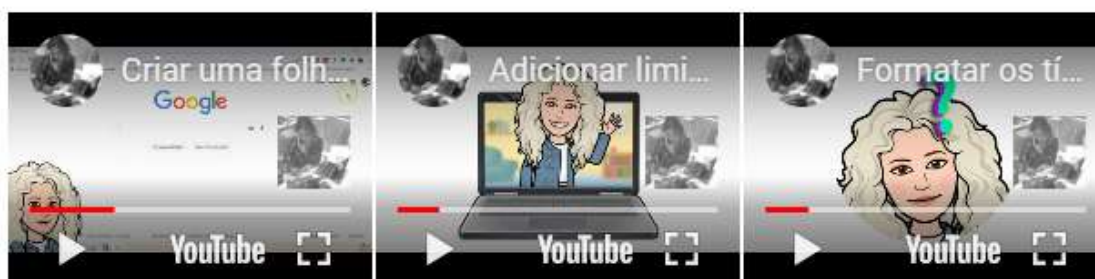 Criar uma folh...
Google
YouTube
Adicionar limi...
YouTube
Formatar os tí...
YouTube